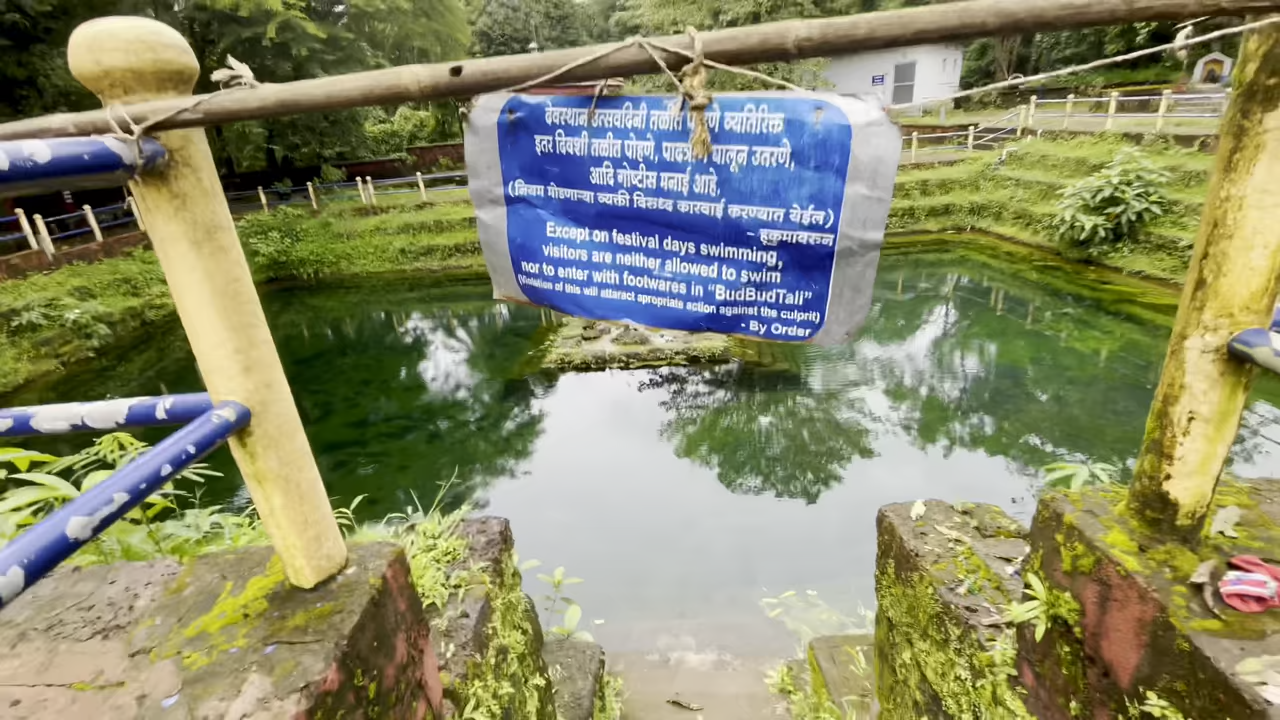 देवस्थान उत्सवदिनी तळीत व्यतिरिक्त
इतर दिवशी तळीत पोहणे, घालून उतरणे,
आदि गोष्टीस मनाई आहे.
(नियम मोडणाऱ्या व्यक्ती विरुध्द कारवाई करण्यात येईल)
- हूकुमावरुन
Except on festival days swimming,
visitors are neither allowed to swim
nor to enter with footwares in "BudBudTali"
(Violation of this will attaract apropriate action against the culprit)
- By Order